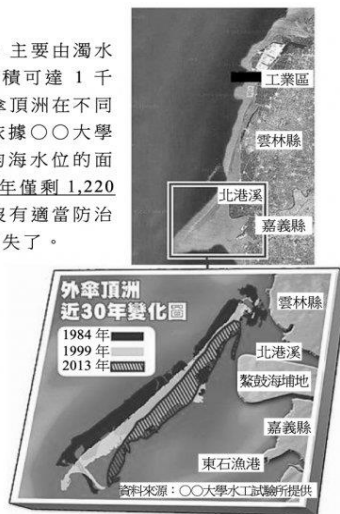 主要由濁水
積可達 1 千
傘頂洲在不同
依據○○大學
均海水位的面
年僅剩 1,220
沒有適當防治
失了。
工業區
雲林縣
北港溪
嘉義縣
外傘頂洲
近30年變化圖
1984 年
1999 年
2013 年
雲林縣
北港溪
鰲鼓海埔地
嘉義縣
東石漁港
資料來源:○○大學水工試驗所提供